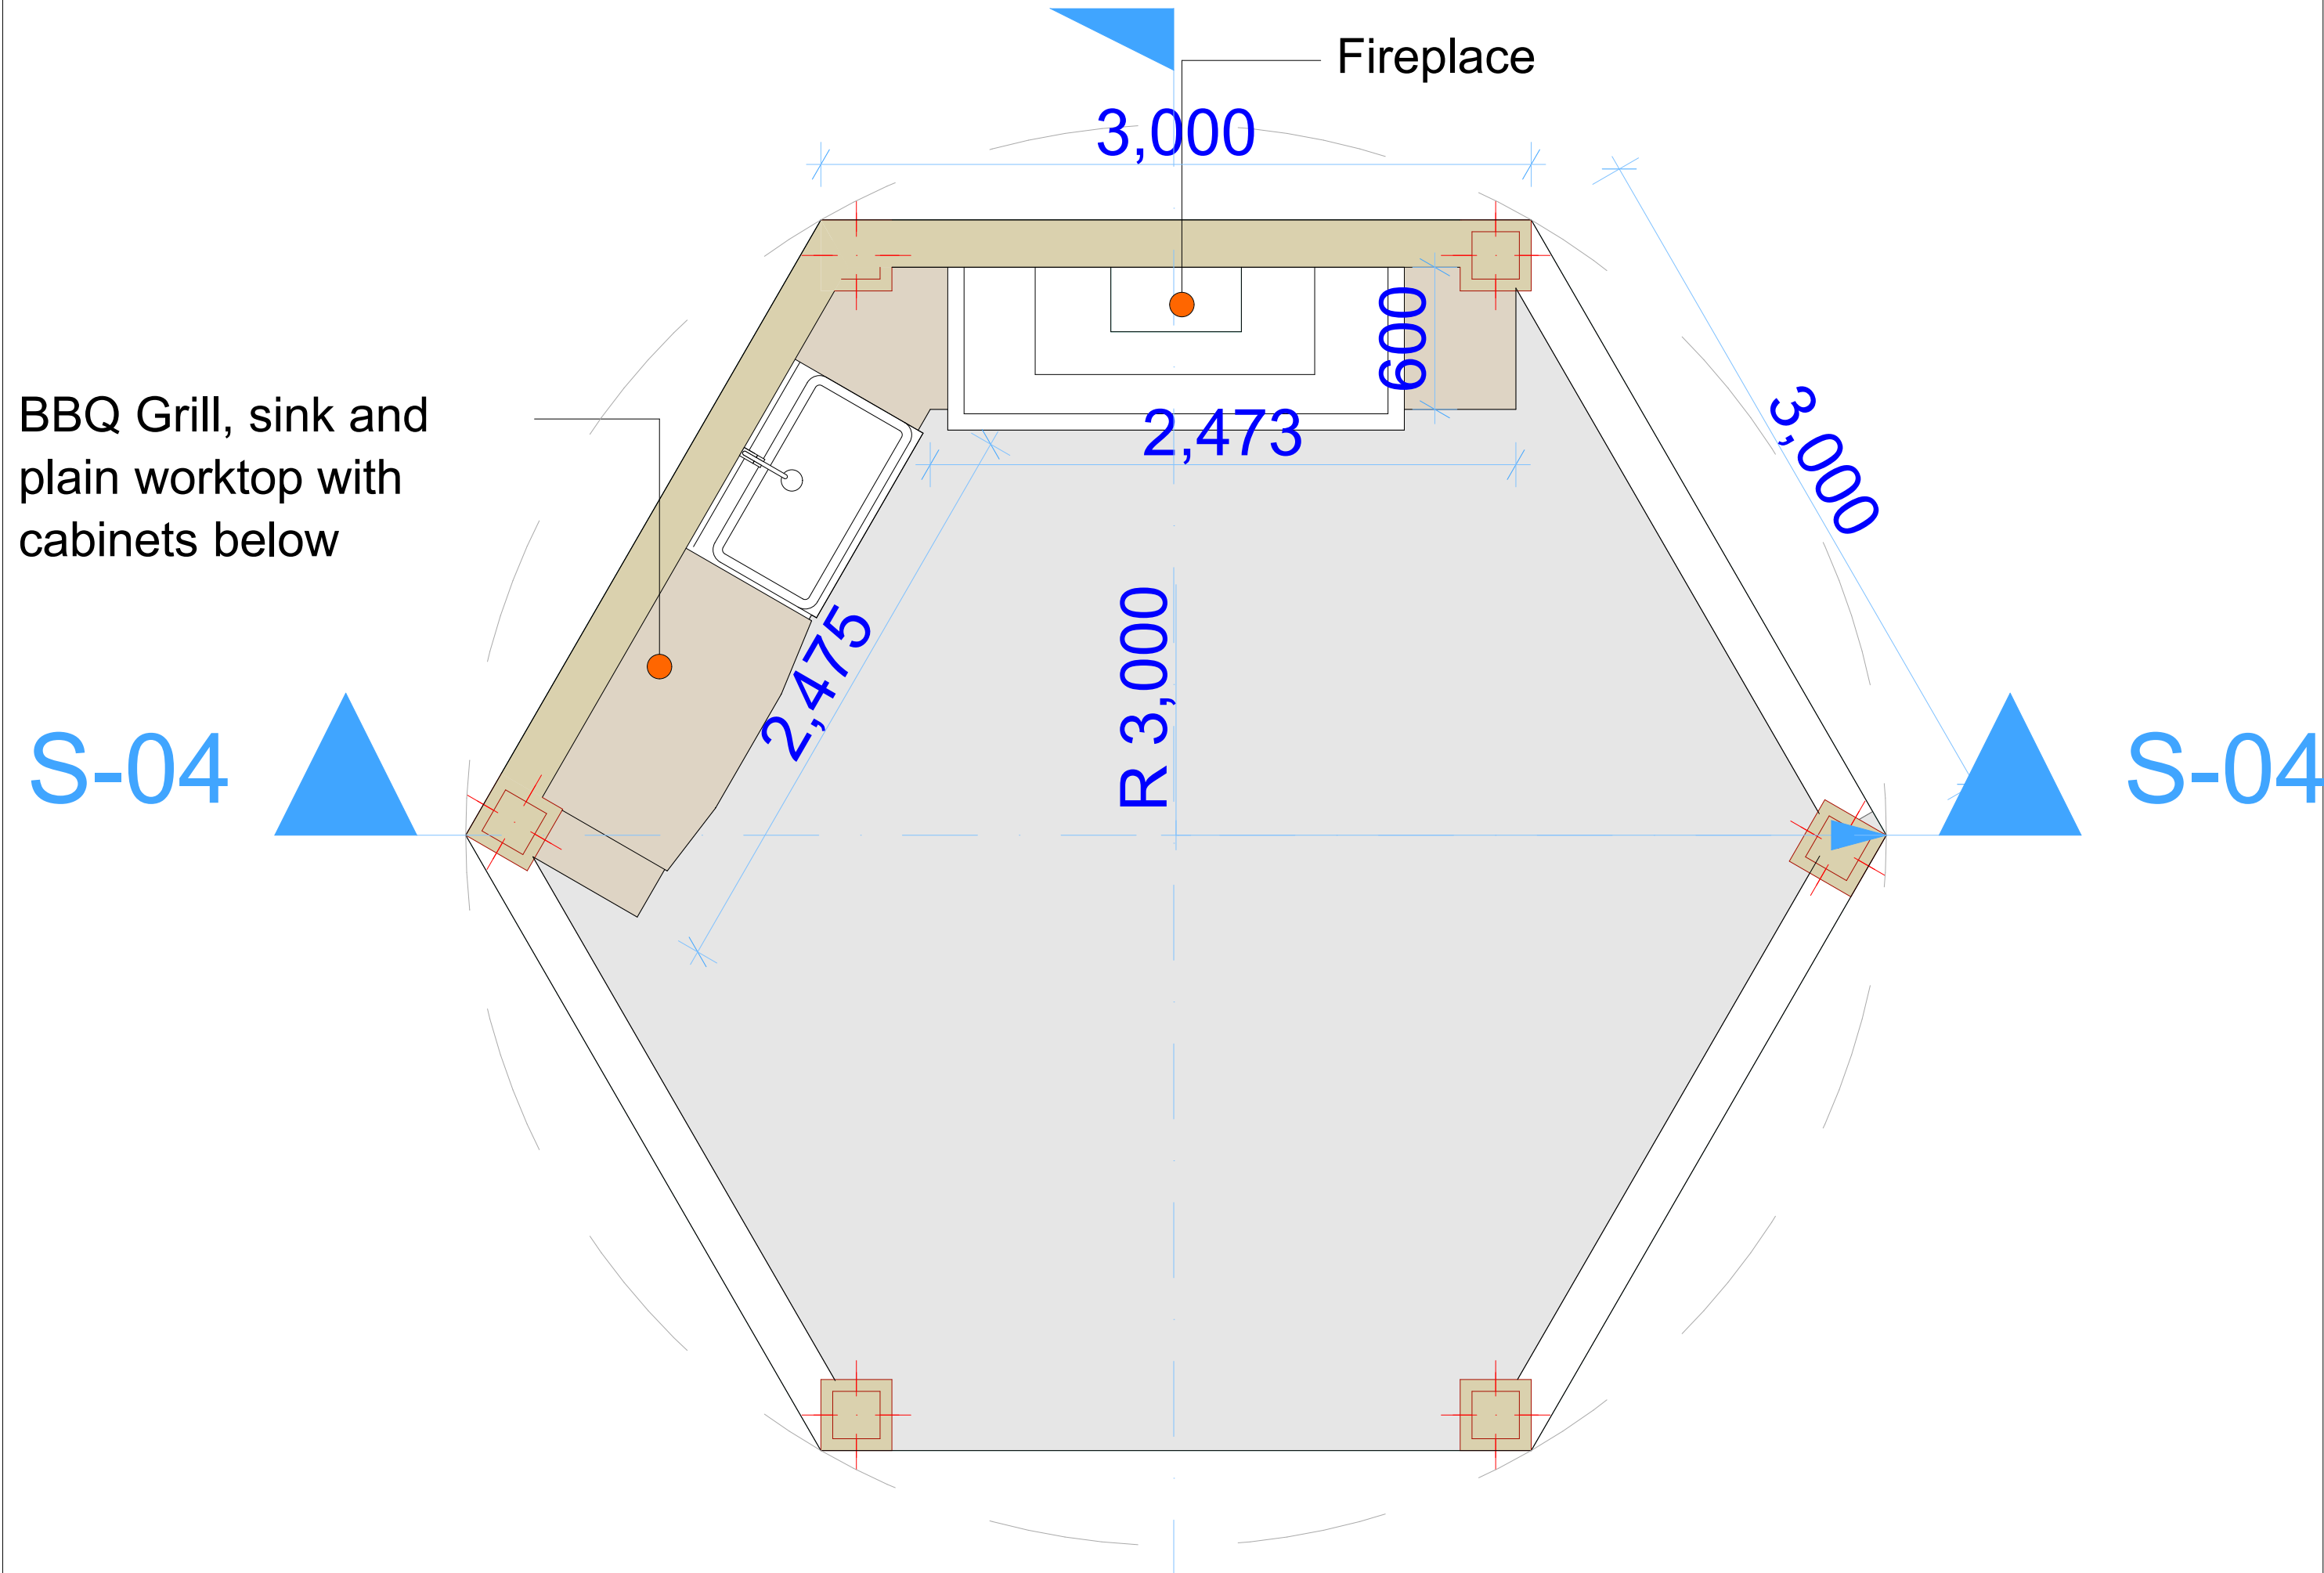 Fireplace
3,000
3,000
600
2,473
BBQ Grill, sink and
plain worktop with
cabinets below
2,475
R 3,000
S-04
S-04